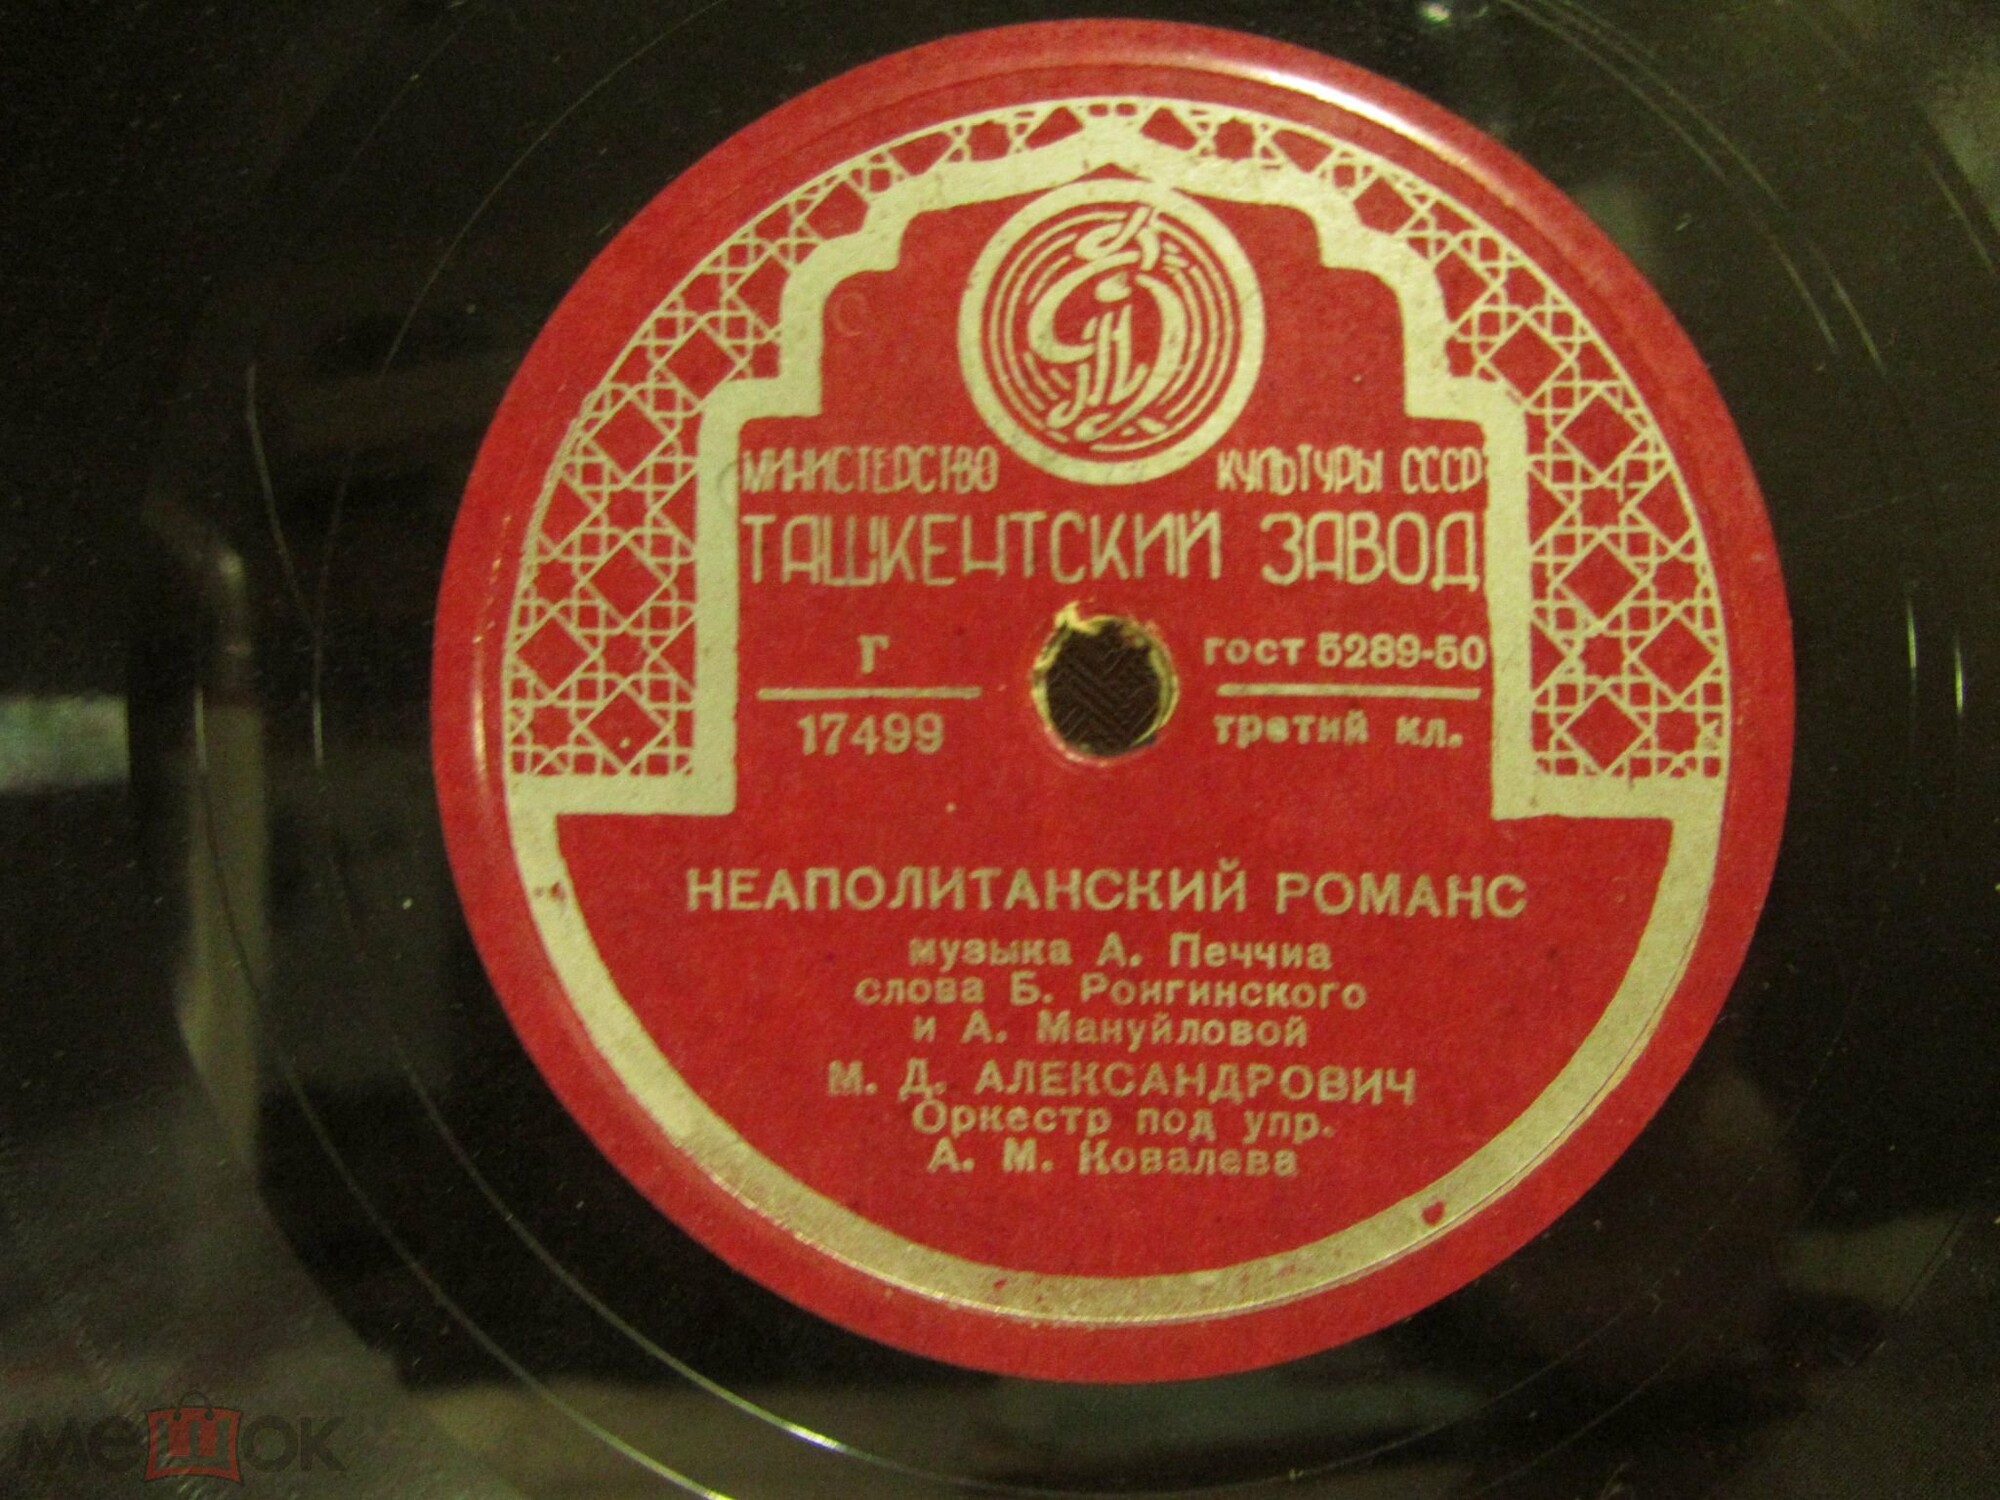 МИНИСТЕРСТВО КУЛЬТУРЫ СССР
ТАШКЕНТСКИЙ ЗАВОД
Г
17499
ГОСТ 5289-50
третий кл.
НЕАПОЛИТАНСКИЙ РОМАНС
музыка А. Печчиа
слова Б. Ронгинского
и А. Мануйловой
М. Д. АЛЕКСАНДРОВИЧ
Оркестр под упр.
А. М. Ковалева
мешок